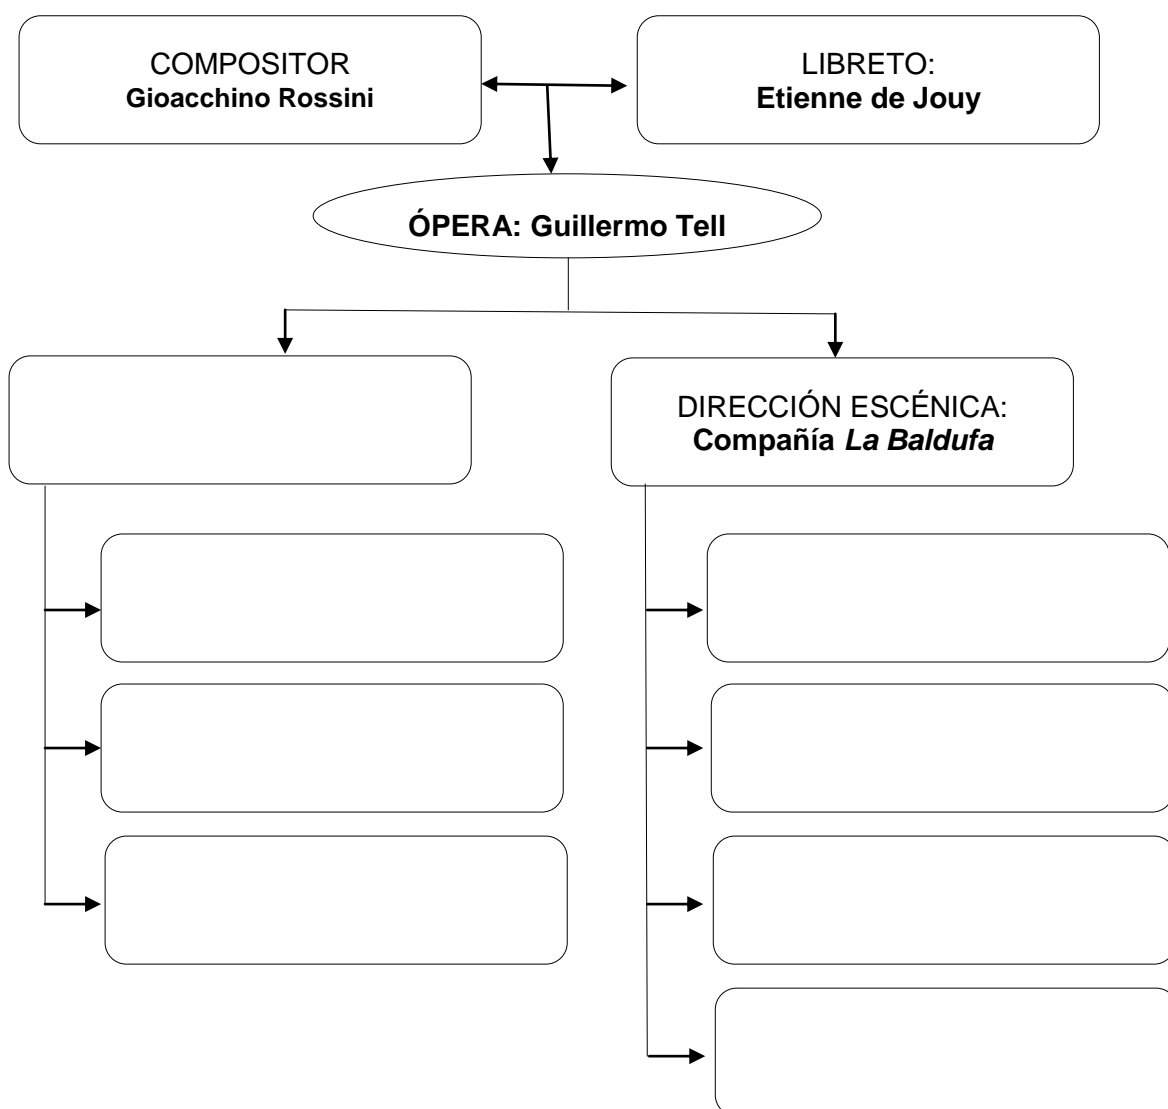 COMPOSITOR
Gioacchino Rossini
LIBRETO:
Etienne de Jouy
ÓPERA: Guillermo Tell
DIRECCIÓN ESCÉNICA:
Compañía La Baldufa